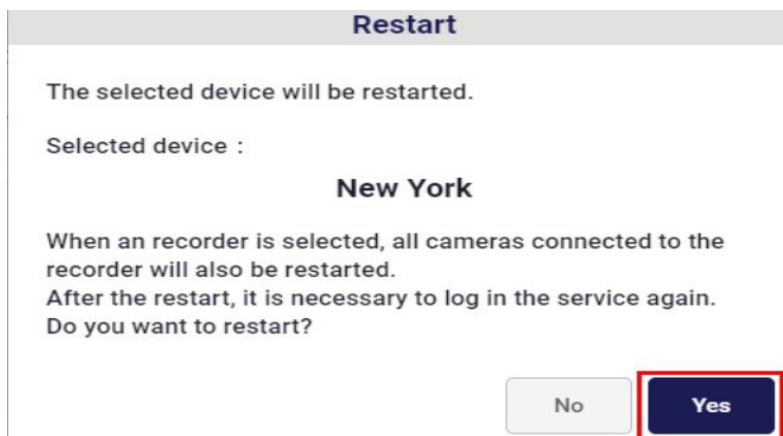 Restart
The selected device will be restarted.
Selected device :
New York
When an recorder is selected, all cameras connected to the
recorder will also be restarted.
After the restart, it is necessary to log in the service again.
Do you want to restart?
No
Yes